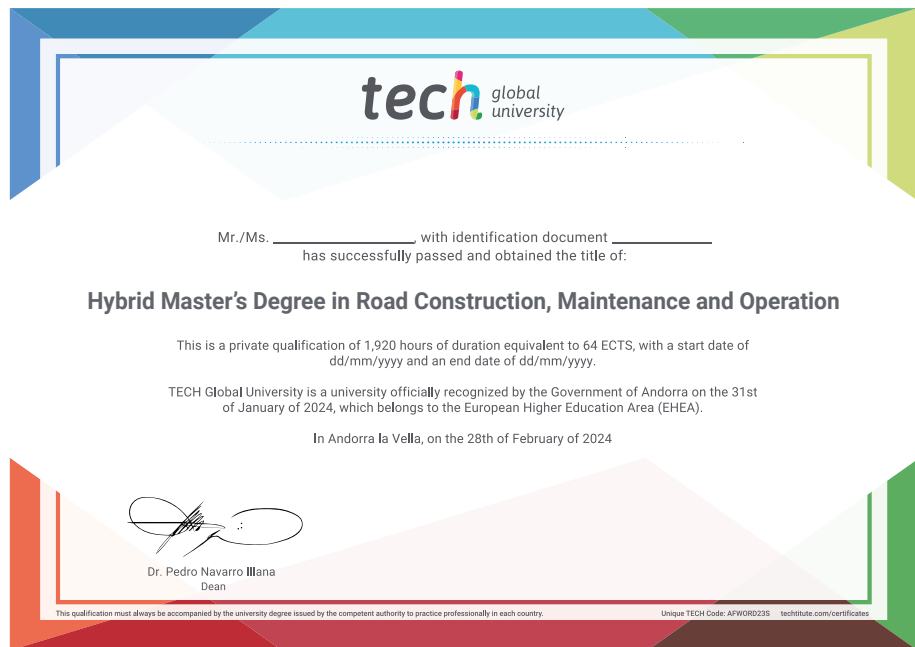 tech global university
Mr./Ms. ____________, with identification document ____________
has successfully passed and obtained the title of:
Hybrid Master's Degree in Road Construction, Maintenance and Operation
This is a private qualification of 1,920 hours of duration equivalent to 64 ECTS, with a start date of
dd/mm/yyyy and an end date of dd/mm/yyyy.
TECH Global University is a university officially recognized by the Government of Andorra on the 31st
of January of 2024, which belongs to the European Higher Education Area (EHEA).
In Andorra la Vella, on the 28th of February of 2024
Dr. Pedro Navarro Illana
Dean
This qualification must always be accompanied by the university degree issued by the competent authority to practice professionally in each country.
Unique TECH Code: AFWORD23S techtitute.com/certificates